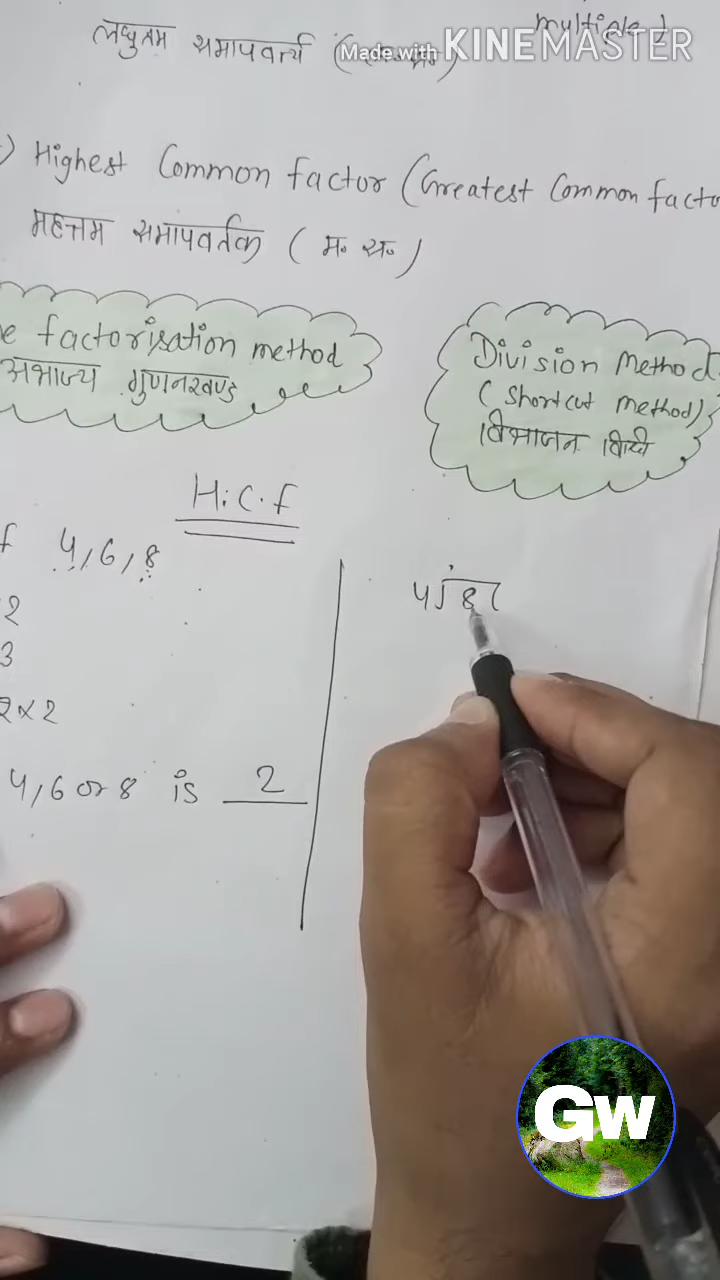 multiple)
लघुतम समापवर्त्य (
Made with KINEMASTER
) Highest Common factor (Greatest Common facto
महत्तम समापवर्तक ( म॰ स॰ )
e factorisation method
अभाज्य गुणनखण्ड
Division Method
(Shortcut method)
विभाजन विधि
H.C.f
f 4, 6, 8
2
3
2 x 2
4, 6 or 8 is 2
4 8
GW